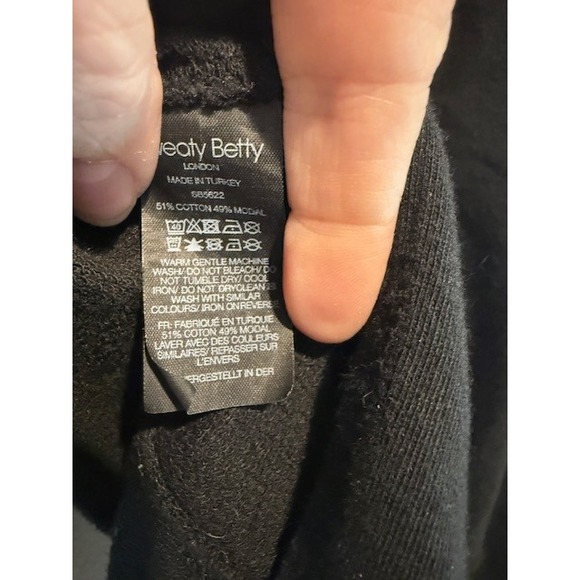 weaty Betty
LONDON
MADE IN TURKEY
SB5622
51% COTTON 49% MODAL
40
WARM GENTLE MACHINE
WASH/ DO NOT BLEACH/ DO
NOT TUMBLE DRY/ COOL
IRON/ DO NOT DRYCLEAN
WASH WITH SIMILAR
COLOURS/ IRON ON REVERSE
FR: FABRIQUÉ EN TURQUIE
51% COTON 49% MODAL
LAVER AVEC DES COULEURS
SIMILAIRES/ REPASSER SUR
L'ENVERS
ERGESTELLT IN DER